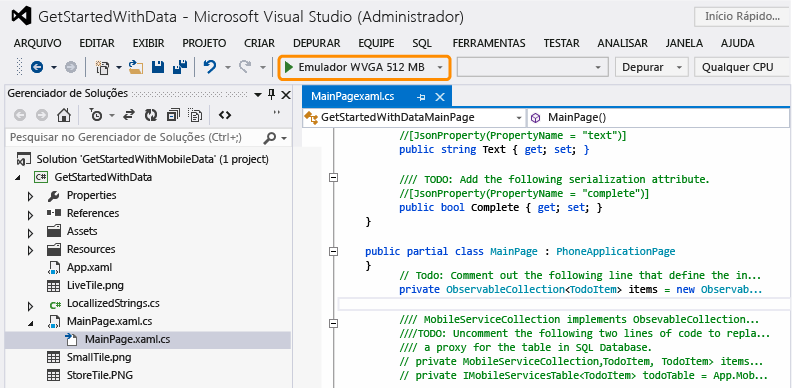 GetStartedWithData - Microsoft Visual Studio (Administrador)
Início Rápido...
ARQUIVO EDITAR EXIBIR PROJETO CRIAR DEPURAR EQUIPE SQL FERRAMENTAS TESTAR ANALISAR JANELA AJUDA
Emulador WVGA 512 MB Depurar Qualquer CPU
Gerenciador de Soluções
Pesquisar no Gerenciador de Soluções (Ctrl+;)
Solution 'GetStartedWithMobileData' (1 project)
GetStartedWithData
Properties
References
Assets
Resources
App.xaml
LiveTile.png
LocallizedStrings.cs
MainPage.xaml.cs
MainPage.xaml.cs
SmallTile.png
StoreTile.PNG
MainPagexaml.cs
GetStartedWithDataMainPage MainPage()
//[JsonProperty(PropertyName = "text")]
public string Text { get; set; }
//// TODO: Add the following serialization attribute.
//[JsonProperty(PropertyName = "complete")]
public bool Complete { get; set; }
}
public partial class MainPage : PhoneApplicationPage
}
// Todo: Comment out the following line that define the in...
private ObservableCollection<TodoItem> items = new Observab...
//// MobileServiceCollection implements ObsevableCollection...
////TODO: Uncomment the following two lines of code to repla...
//// a proxy for the table in SQL Database.
// private MobileServiceCollection,TodoItem, TodoItem> items...
// private IMobileServicesTable<TodoItem> todoTable = App.Mob...